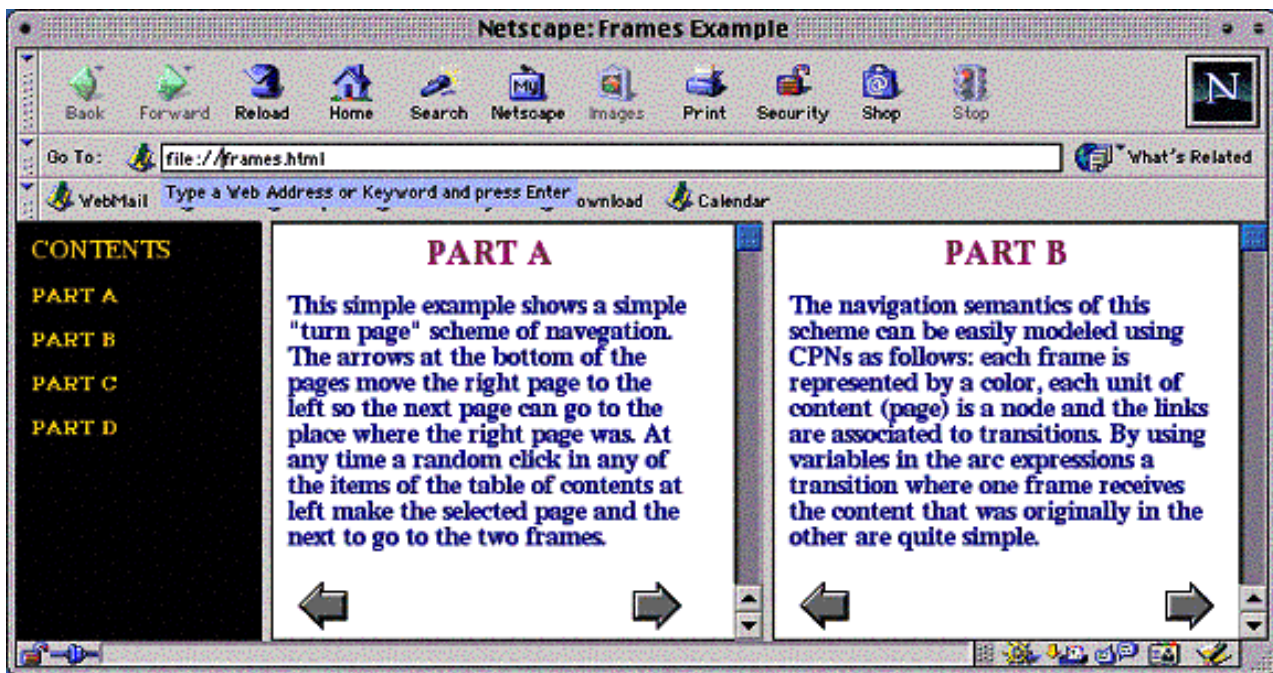 Netscape: Frames Example
Back Forward Reload Home Search My Netscape Images Print Security Shop Stop N
Go To: file://frames.html What's Related
WebMail Type a Web Address or Keyword and press Enter ownload Calendar
CONTENTS
PART A
PART B
PART C
PART D
PART A
This simple example shows a simple
"turn page" scheme of navegation.
The arrows at the bottom of the
pages move the right page to the
left so the next page can go to the
place where the right page was. At
any time a random click in any of
the items of the table of contents at
left make the selected page and the
next to go to the two frames.
PART B
The navigation semantics of this
scheme can be easily modeled using
CPNs as follows: each frame is
represented by a color, each unit of
content (page) is a node and the links
are associated to transitions. By using
variables in the arc expressions a
transition where one frame receives
the content that was originally in the
other are quite simple.